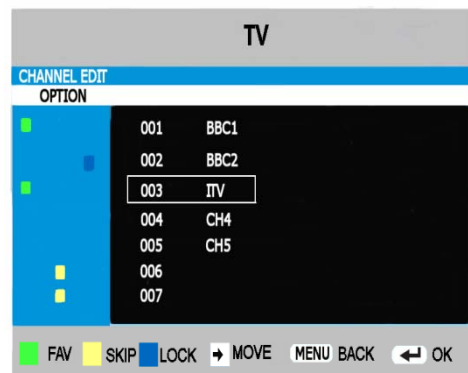 TV
CHANNEL EDIT
OPTION
001 BBC1
002 BBC2
003 ITV
004 CH4
005 CH5
006
007
FAV SKIP LOCK MOVE MENU BACK OK